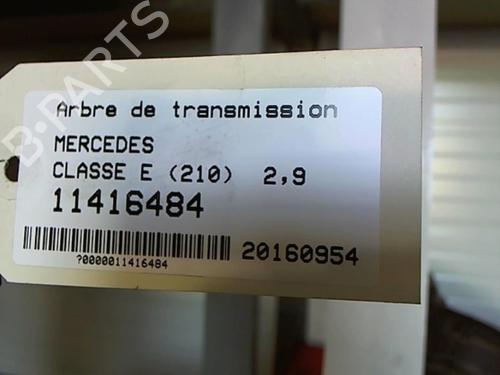 B-PARTS
Arbre de transmission
MERCEDES
CLASSE E (210) 2,9
11416484
20160954
?0000011416484